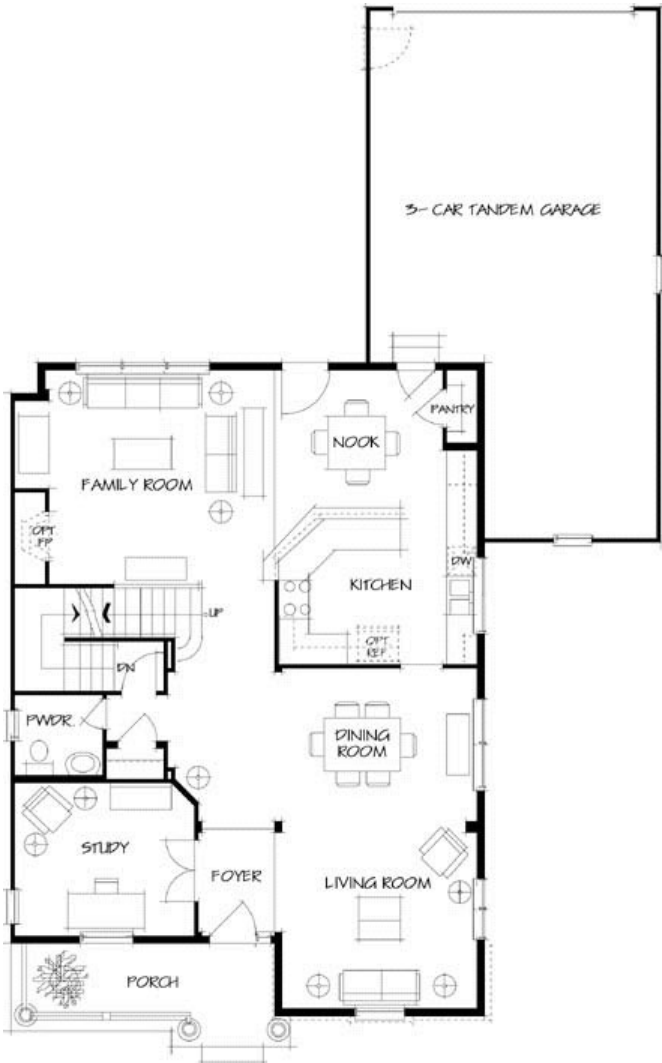 3- CAR TANDEM GARAGE
PANTRY
NOOK
FAMILY ROOM
OPT
FP
DW
KITCHEN
UP
OPT
REF
DN
PWDR.
DINING
ROOM
STUDY
FOYER
LIVING ROOM
PORCH